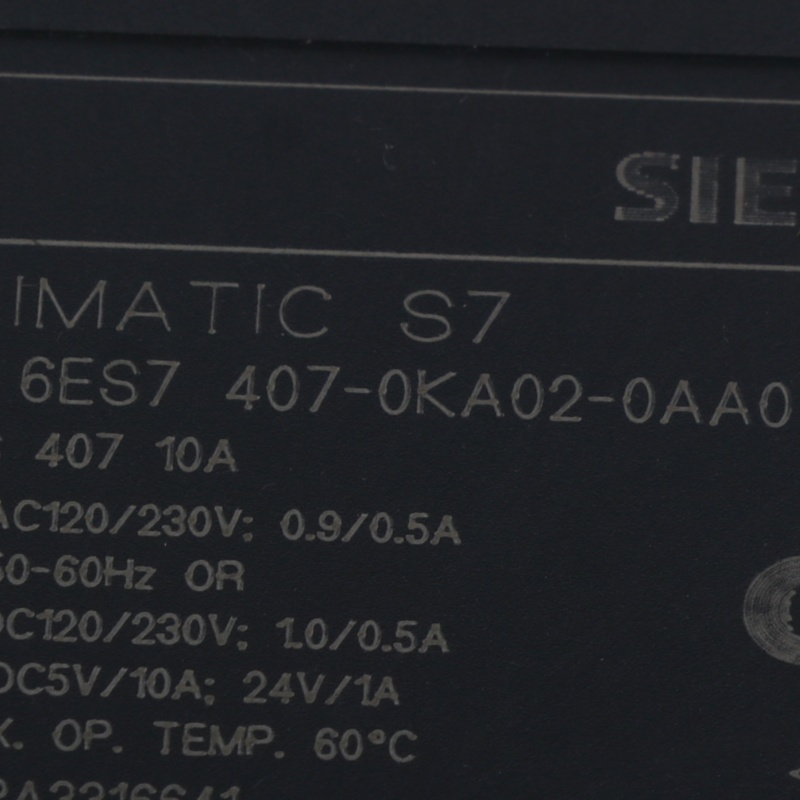 SIE
IMATIC S7
6ES7 407-0KA02-0AA0
407 10A
AC120/230V: 0.9/0.5A
50-60Hz OR
DC120/230V: 1.0/0.5A
DC5V/10A; 24V/1A
X. OP. TEMP. 60°C